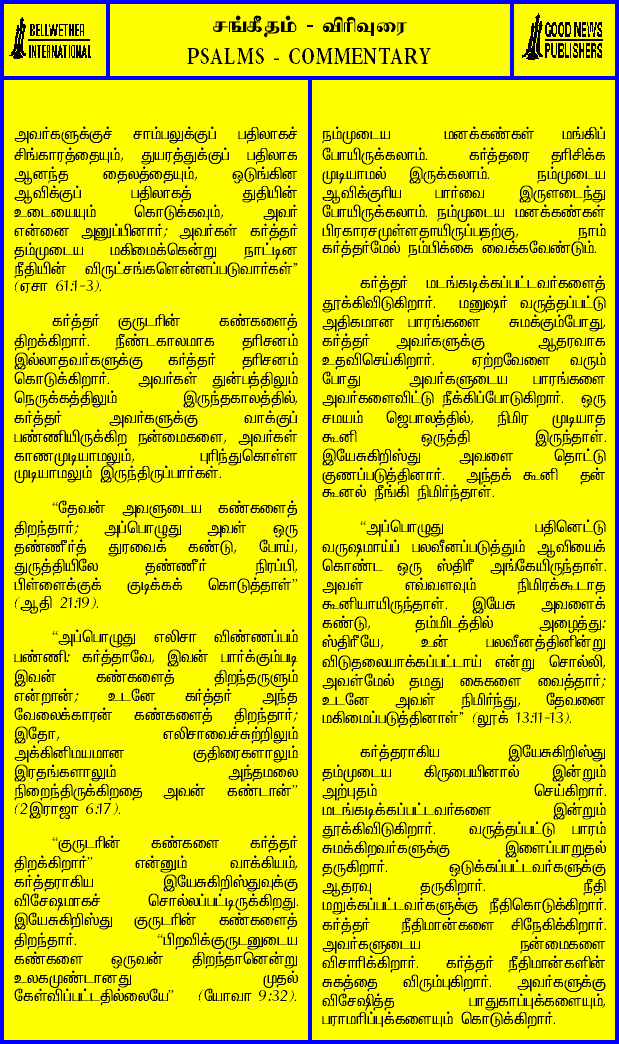 BELLWETHER
INTERNATIONAL
சங்கீதம் - விரிவுரை
PSALMS - COMMENTARY
GOOD NEWS
PUBLISHERS
அவர்களுக்குச் சாம்பலுக்குப் பதிலாகச்
சிங்காரத்தையும், துயரத்துக்குப் பதிலாக
ஆனந்த தைலத்தையும், ஒடுங்கின
ஆவிக்குப் பதிலாகத் துதியின்
உடையையும் கொடுக்கவும், அவர்
என்னை அனுப்பினார்; அவர்கள் கர்த்தர்
தம்முடைய மகிமைக்கென்று நாட்டின
நீதியின் விருட்சங்களென்னப்படுவார்கள்”
(ஏசா 61:1-3).
கர்த்தர் குருடரின் கண்களைத்
திறக்கிறார். நீண்டகாலமாக தரிசனம்
இல்லாதவர்களுக்கு கர்த்தர் தரிசனம்
கொடுக்கிறார். அவர்கள் துன்பத்திலும்
நெருக்கத்திலும் இருந்தகாலத்தில்,
கர்த்தர் அவர்களுக்கு வாக்குப்
பண்ணியிருக்கிற நன்மைகளை, அவர்கள்
காணமுடியாமலும், புரிந்துகொள்ள
முடியாமலும் இருந்திருப்பார்கள்.
“தேவன் அவளுடைய கண்களைத்
திறந்தார்; அப்பொழுது அவள் ஒரு
தண்ணீர்த் துரவைக் கண்டு, போய்,
துருத்தியிலே தண்ணீர் நிரப்பி,
பிள்ளைக்குக் குடிக்கக் கொடுத்தாள்”
(ஆதி 21:19).
“அப்பொழுது எலிசா விண்ணப்பம்
பண்ணி: கர்த்தாவே, இவன் பார்க்கும்படி
இவன் கண்களைத் திறந்தருளும்
என்றான்; உடனே கர்த்தர் அந்த
வேலைக்காரன் கண்களைத் திறந்தார்;
இதோ, எலிசாவைச்சுற்றிலும்
அக்கினிமயமான குதிரைகளாலும்
இரதங்களாலும் அந்தமலை
நிறைந்திருக்கிறதை அவன் கண்டான்”
(2இராஜா 6:17).
“குருடரின் கண்களை கர்த்தர்
திறக்கிறார்” என்னும் வாக்கியம்,
கர்த்தராகிய இயேசுகிறிஸ்துவுக்கு
விசேஷமாகச் சொல்லப்பட்டிருக்கிறது.
இயேசுகிறிஸ்து குருடரின் கண்களைத்
திறந்தார். “பிறவிக்குருடனுடைய
கண்களை ஒருவன் திறந்தானென்று
உலகமுண்டானது முதல்
கேள்விப்பட்டதில்லையே” (யோவா 9:32).
நம்முடைய மனக்கண்கள் மங்கிப்
போயிருக்கலாம். கர்த்தரை தரிசிக்க
முடியாமல் இருக்கலாம். நம்முடைய
ஆவிக்குரிய பார்வை இருளடைந்து
போயிருக்கலாம். நம்முடைய மனக்கண்கள்
பிரகாரசமுள்ளதாயிருப்பதற்கு, நாம்
கர்த்தர்மேல் நம்பிக்கை வைக்கவேண்டும்.
கர்த்தர் மடங்கடிக்கப்பட்டவர்களைத்
தூக்கிவிடுகிறார். மனுஷர் வருத்தப்பட்டு
அதிகமான பாரங்களை சுமக்கும்போது,
கர்த்தர் அவர்களுக்கு ஆதரவாக
உதவிசெய்கிறார். ஏற்றவேளை வரும்
போது அவர்களுடைய பாரங்களை
அவர்களைவிட்டு நீக்கிப்போடுகிறார். ஒரு
சமயம் ஜெபாலத்தில், நிமிர முடியாத
கூனி ஒருத்தி இருந்தாள்.
இயேசுகிறிஸ்து அவளை தொட்டு
குணப்படுத்தினார். அந்தக் கூனி தன்
கூனல் நீங்கி நிமிர்ந்தாள்.
“அப்பொழுது பதினெட்டு
வருஷமாய்ப் பலவீனப்படுத்தும் ஆவியைக்
கொண்ட ஒரு ஸ்திரீ அங்கேயிருந்தாள்.
அவள் எவ்வளவும் நிமிரக்கூடாத
கூனியாயிருந்தாள். இயேசு அவளைக்
கண்டு, தம்மிடத்தில் அழைத்து:
ஸ்திரீயே, உன் பலவீனத்தினின்று
விடுதலையாக்கப்பட்டாய் என்று சொல்லி,
அவள்மேல் தமது கைகளை வைத்தார்;
உடனே அவள் நிமிர்ந்து, தேவனை
மகிமைப்படுத்தினாள்” (லூக் 13:11-13).
கர்த்தராகிய இயேசுகிறிஸ்து
தம்முடைய கிருபையினால் இன்றும்
அற்புதம் செய்கிறார்.
மடங்கடிக்கப்பட்டவர்களை இன்றும்
தூக்கிவிடுகிறார். வருத்தப்பட்டு பாரம்
சுமக்கிறவர்களுக்கு இளைப்பாறுதல்
தருகிறார். ஒடுக்கப்பட்டவர்களுக்கு
ஆதரவு தருகிறார். நீதி
மறுக்கப்பட்டவர்களுக்கு நீதிகொடுக்கிறார்.
கர்த்தர் நீதிமான்களை சிநேகிக்கிறார்.
அவர்களுடைய நன்மைகளை
விசாரிக்கிறார். கர்த்தர் நீதிமான்களின்
சுகத்தை விரும்புகிறார். அவர்களுக்கு
விசேஷித்த பாதுகாப்புக்களையும்,
பராமரிப்புக்களையும் கொடுக்கிறார்.